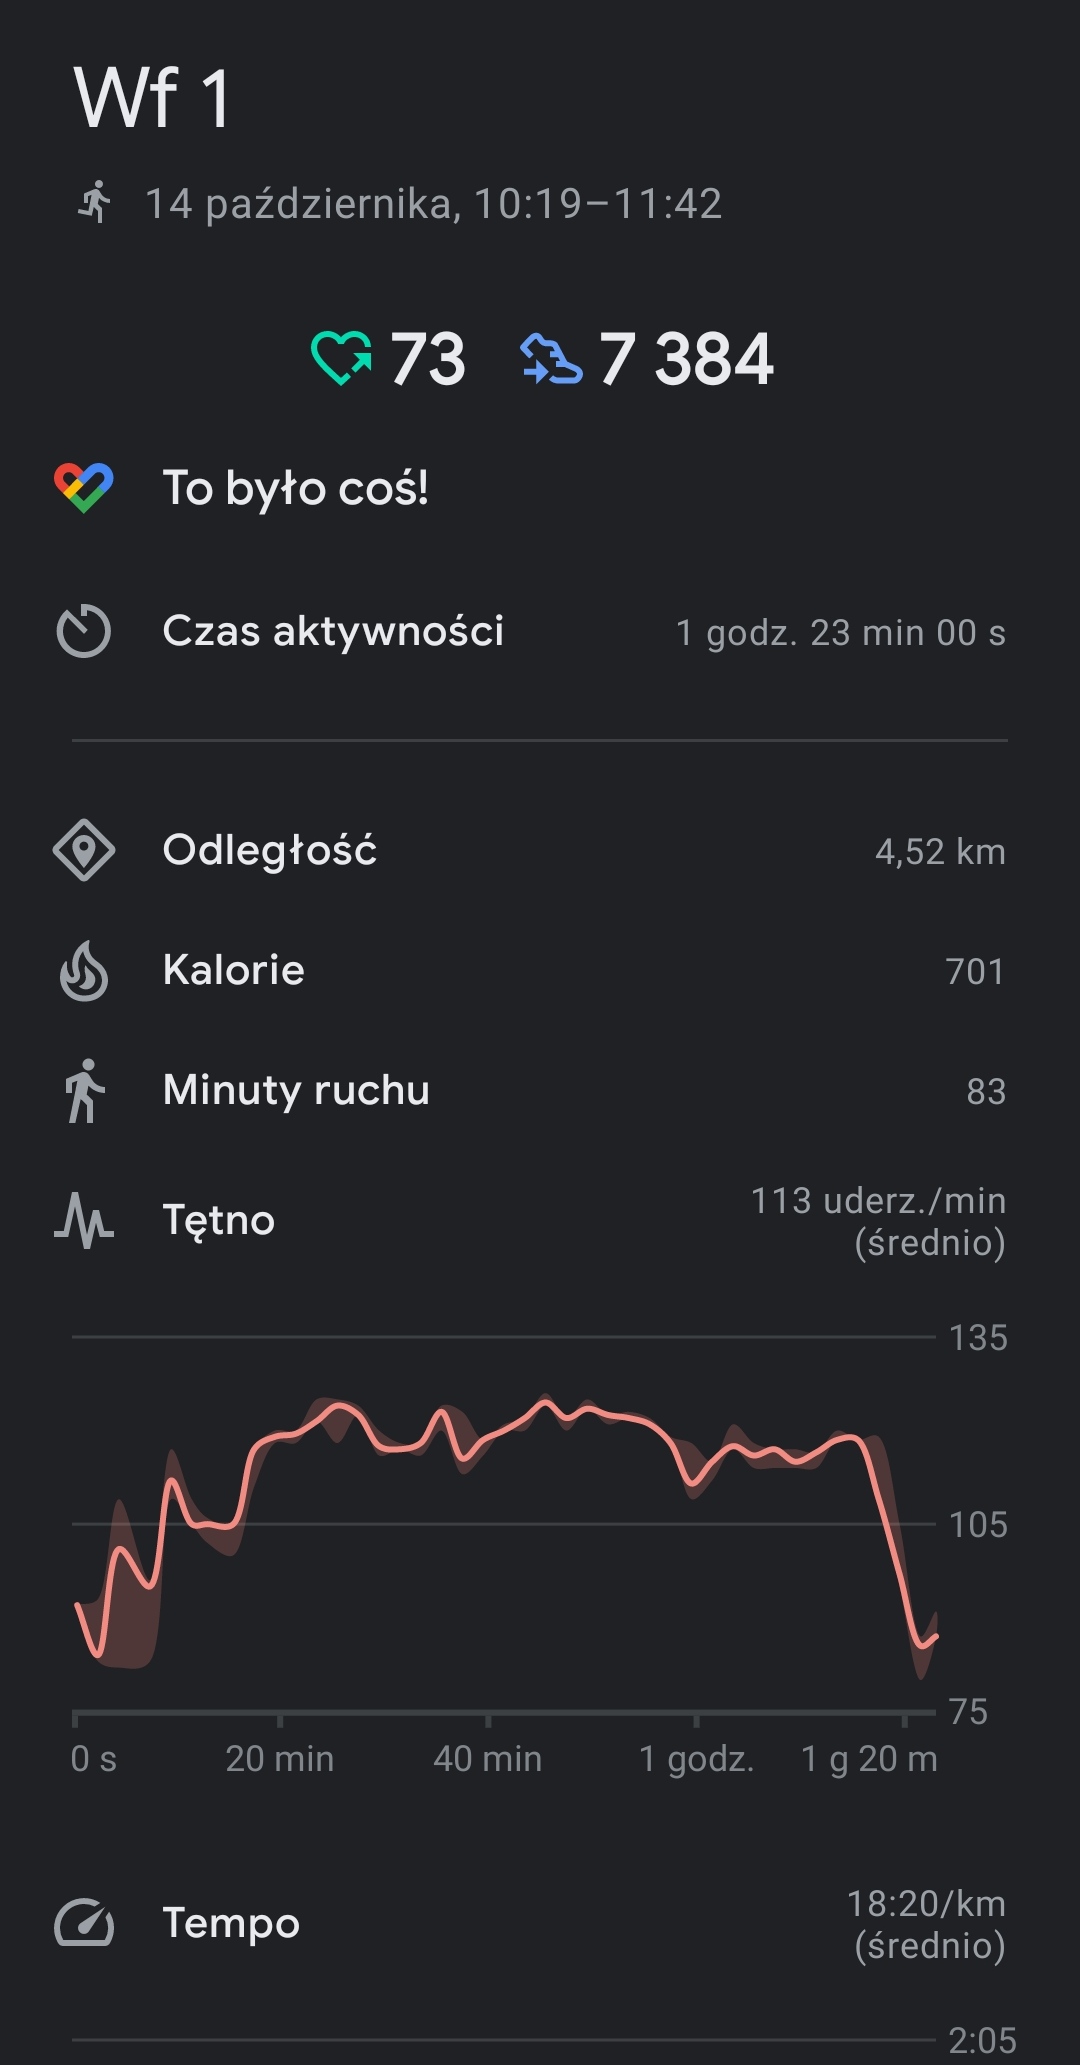 Wf 1
14 października, 10:19–11:42
73 7 384
To było coś!
Czas aktywności 1 godz. 23 min 00 s
Odległość 4,52 km
Kalorie 701
Minuty ruchu 83
Tętno 113 uderz./min
(średnio)
135
105
75
0 s 20 min 40 min 1 godz. 1 g 20 m
Tempo 18:20/km
(średnio)
2:05